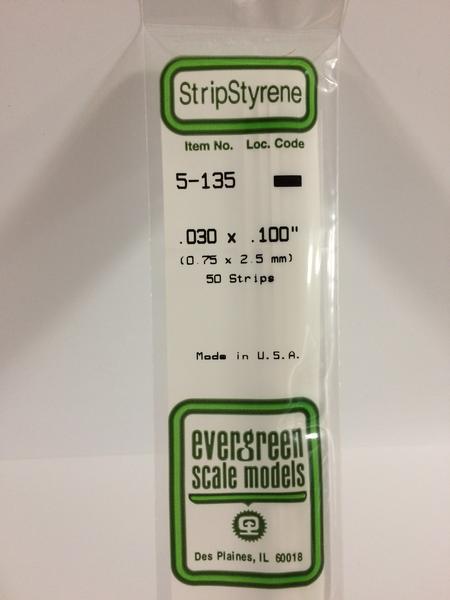 StripStyrene
Item No. Loc. Code
5-135
.030 x .100"
(0.75 x 2.5 mm)
50 Strips
Made in U.S.A.
evergreen
scale models
Des Plaines, IL 60018